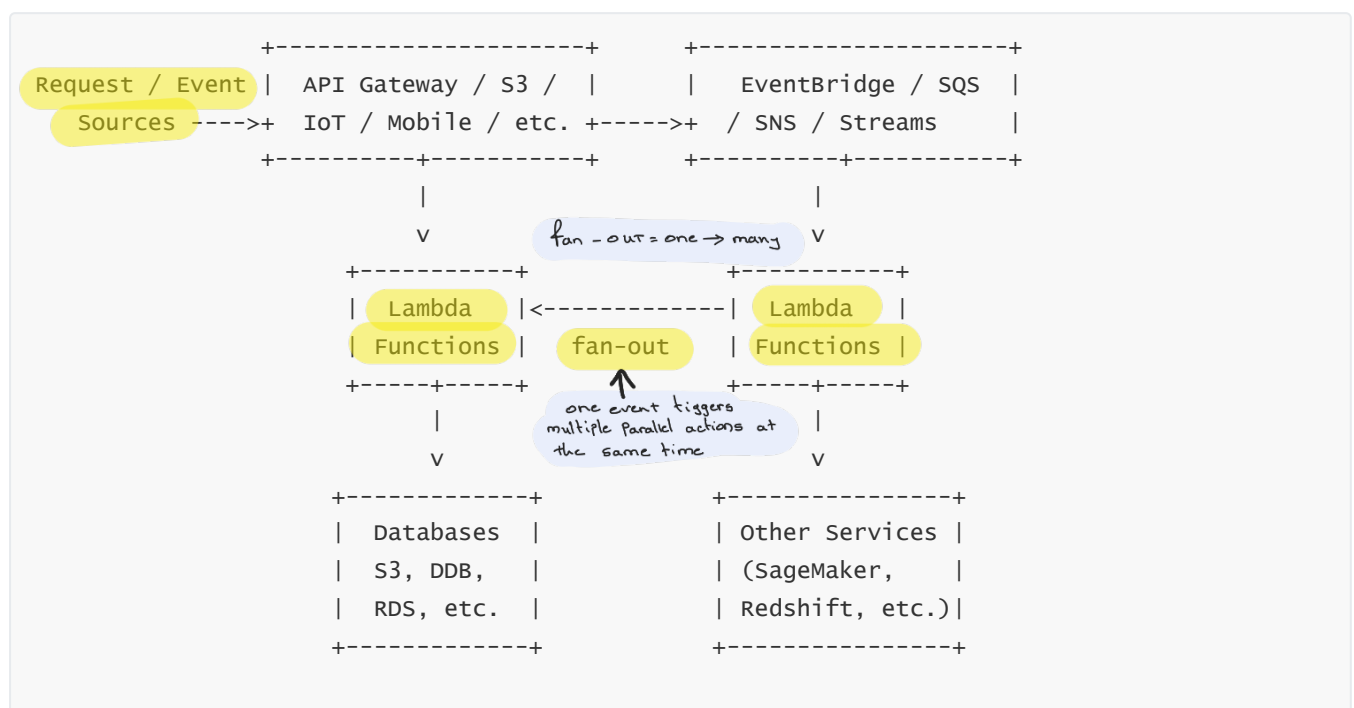 +----------------------+ +----------------------+
Request / Event | API Gateway / S3 / | | EventBridge / SQS |
Sources ---->+ IoT / Mobile / etc. +----->+ / SNS / Streams |
+----------+-----------+ +----------+-----------+
| |
v fan-out = one → many v
+-----------+ +-----------+
| Lambda |<-------------| Lambda |
| Functions | fan-out | Functions |
+-----+-----+ +-----+-----+
| one event tiggers |
multiple parallel actions at
v the same time v
+-------------+ +----------------+
| Databases | | Other Services |
| S3, DDB, | | (SageMaker, |
| RDS, etc. | | Redshift, etc.)|
+-------------+ +----------------+